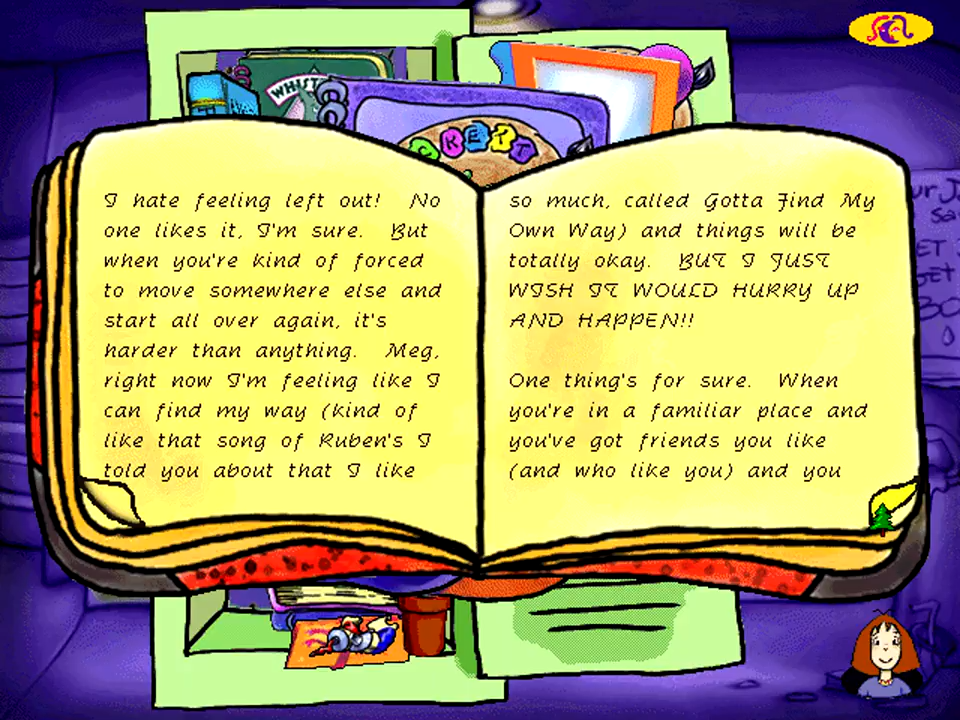 WHIST
CKETT
I hate feeling left out!  No
one likes it, I'm sure.  But
when you're kind of forced
to move somewhere else and
start all over again, it's
harder than anything.  Meg,
right now I'm feeling like I
can find my way (kind of
like that song of Ruben's I
told you about that I like
so much, called Gotta Find My
Own Way) and things will be
totally okay.  BUT I JUST
WISH IT WOULD HURRY UP
AND HAPPEN!!
One thing's for sure.  When
you're in a familiar place and
you've got friends you like
(and who like you) and you